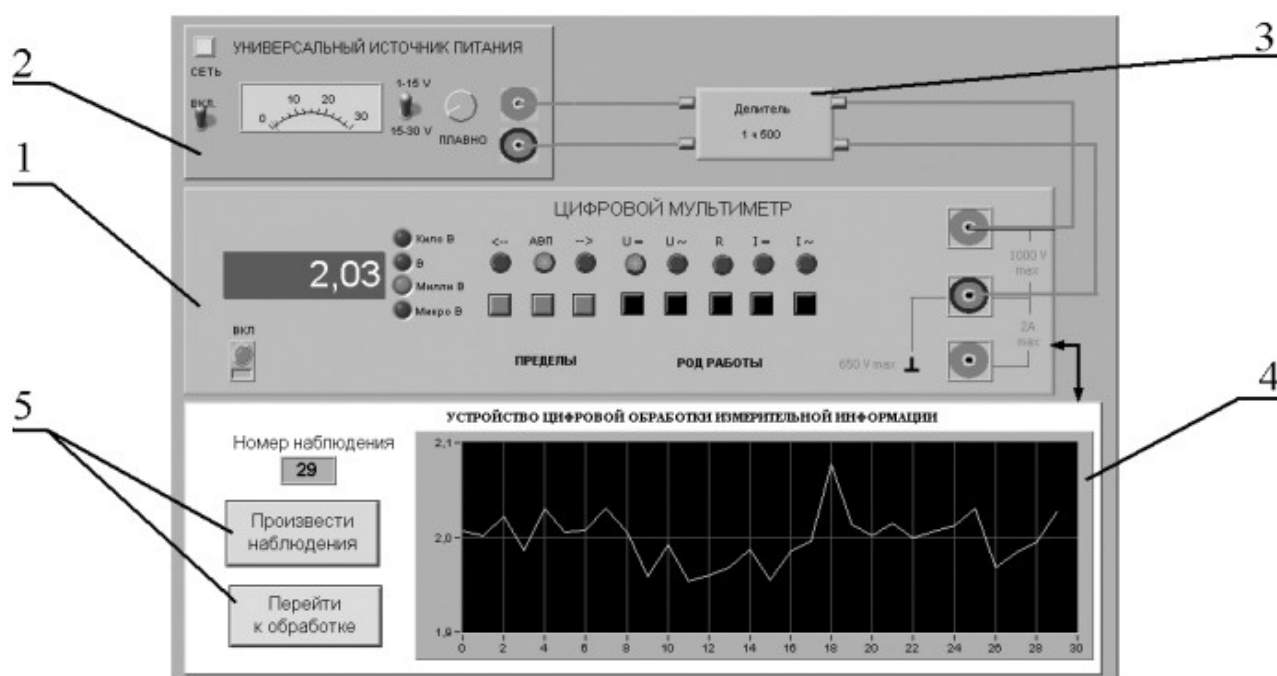 УНИВЕРСАЛЬНЫЙ ИСТОЧНИК ПИТАНИЯ
СЕТЬ
ВКЛ.
0 10 20 30
1-15 V
15-30 V
ПЛАВНО
Делитель
1 ч 500
2
3
1
ЦИФРОВОЙ МУЛЬТИМЕТР
2,03
Кило В
В
Милли В
Микро В
<-- АВП -->
U = U ~ R I = I ~
ВКЛ
ПРЕДЕЛЫ
РОД РАБОТЫ
1000 V
max
2A
max
650 V max
5
4
УСТРОЙСТВО ЦИФРОВОЙ ОБРАБОТКИ ИЗМЕРИТЕЛЬНОЙ ИНФОРМАЦИИ
Номер наблюдения
29
Произвести
наблюдения
Перейти
к обработке
2,1
2,0
1,9
0 2 4 6 8 10 12 14 16 18 20 22 24 26 28 30